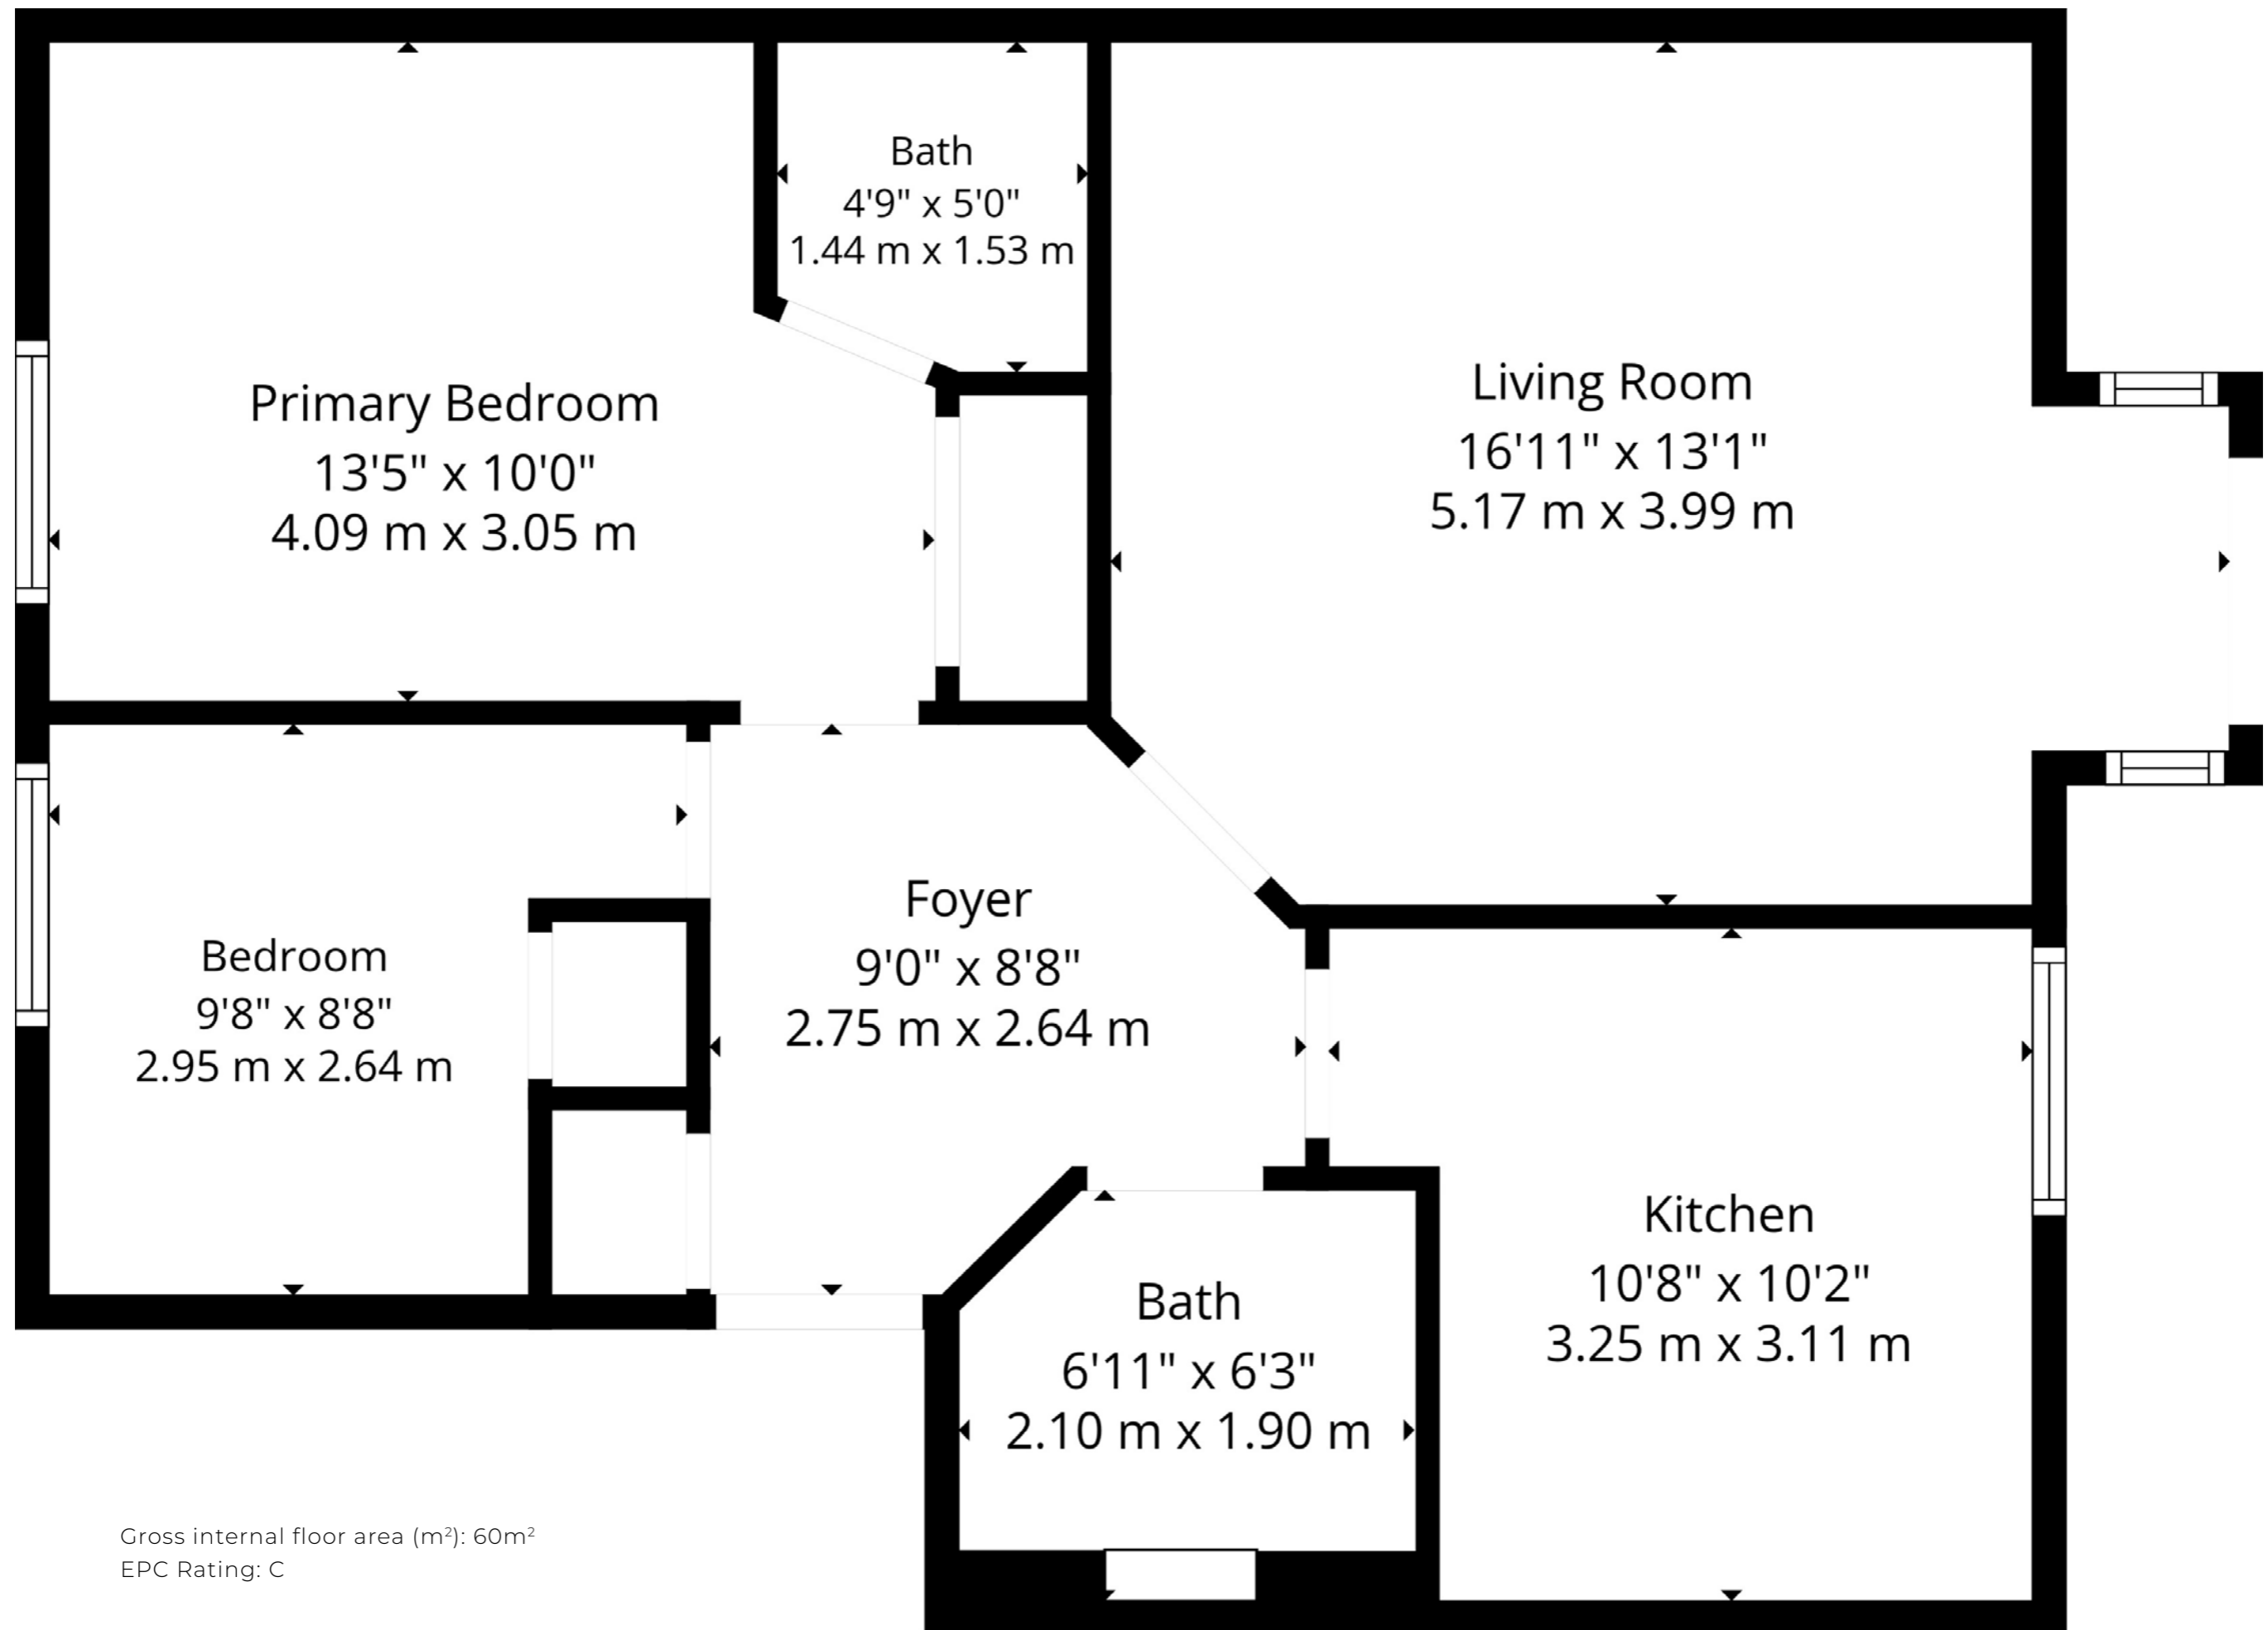 Bath
4'9" x 5'0"
1.44 m x 1.53 m
Primary Bedroom
13'5" x 10'0"
4.09 m x 3.05 m
Living Room
16'11" x 13'1"
5.17 m x 3.99 m
Foyer
9'0" x 8'8"
2.75 m x 2.64 m
Bedroom
9'8" x 8'8"
2.95 m x 2.64 m
Kitchen
10'8" x 10'2"
3.25 m x 3.11 m
Bath
6'11" x 6'3"
2.10 m x 1.90 m
Gross internal floor area (m²): 60m²
EPC Rating: C